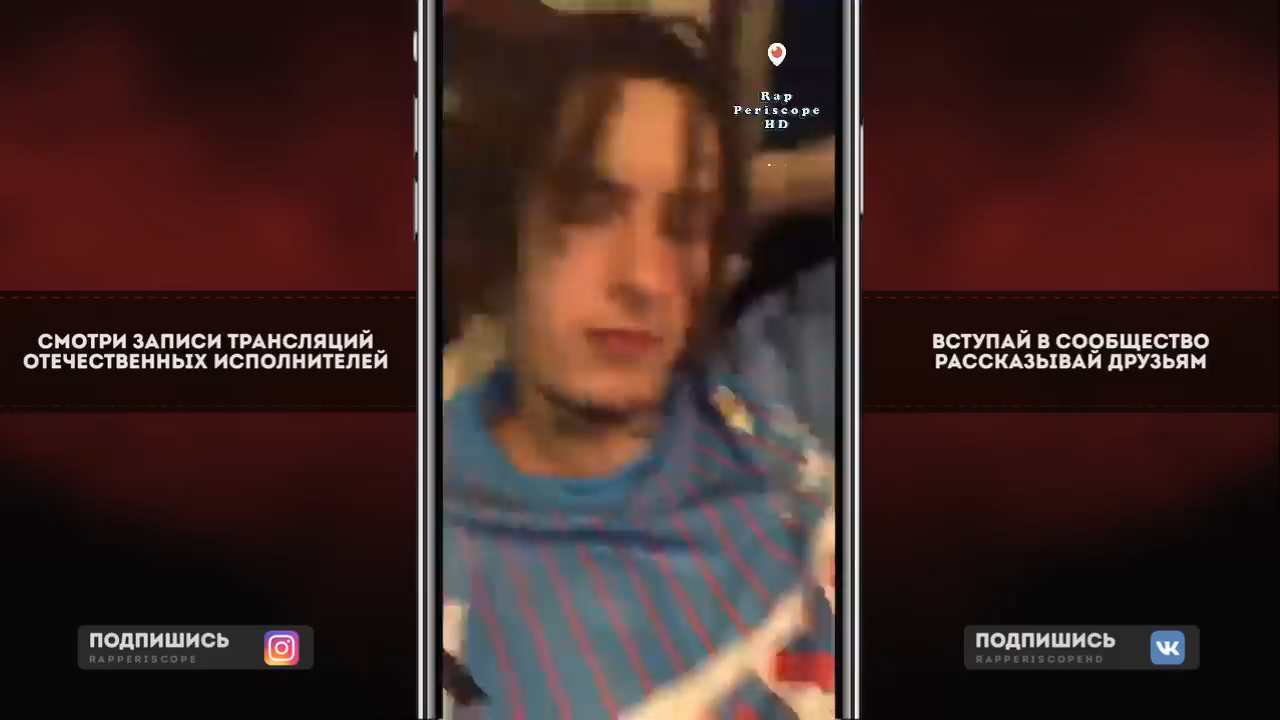 Rap
Periscope
HD
СМОТРИ ЗАПИСИ ТРАНСЛЯЦИЙ
ОТЕЧЕСТВЕННЫХ ИСПОЛНИТЕЛЕЙ
ВСТУПАЙ В СООБЩЕСТВО
РАССКАЗЫВАЙ ДРУЗЬЯМ
ПОДПИШИСЬ
RAPPERISCOPE
ПОДПИШИСЬ
RAPPERISCOPEHD